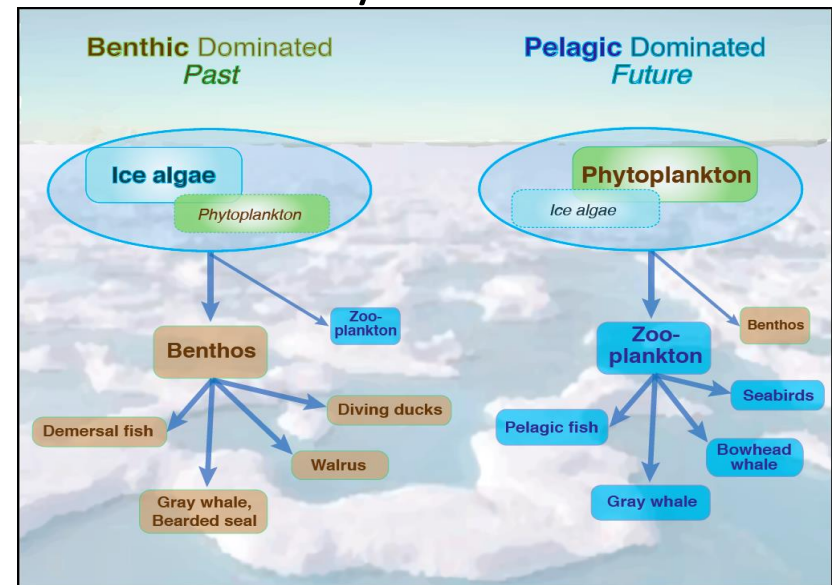 Benthic Dominated
Past
Ice algae
Phytoplankton
Zoo-
plankton
Benthos
Diving ducks
Demersal fish
Walrus
Gray whale,
Bearded seal
Pelagic Dominated
Future
Phytoplankton
Ice algae
Benthos
Zoo-
plankton
Seabirds
Pelagic fish
Bowhead
whale
Gray whale